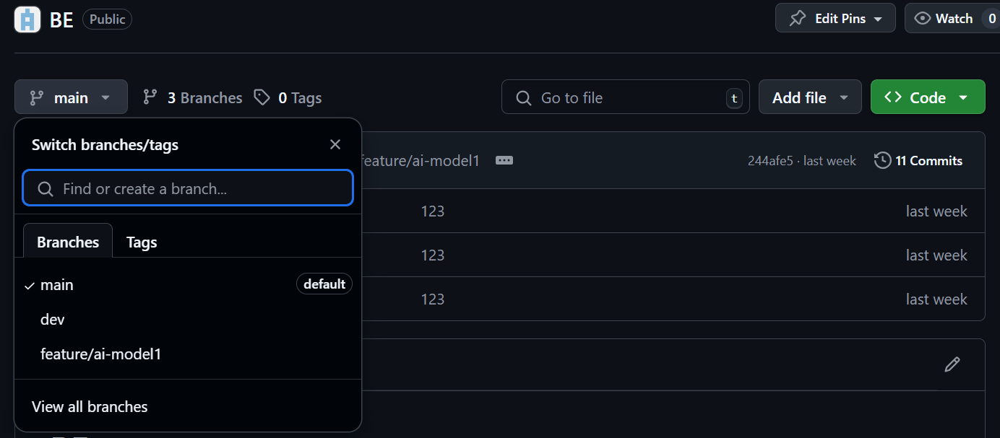 BE Public Edit Pins Watch 0
main 3 Branches 0 Tags Go to file t Add file Code
Switch branches/tags
feature/ai-model1 244afe5 · last week 11 Commits
Find or create a branch...
123 last week
Branches Tags
123 last week
main default
123 last week
dev
feature/ai-model1
View all branches